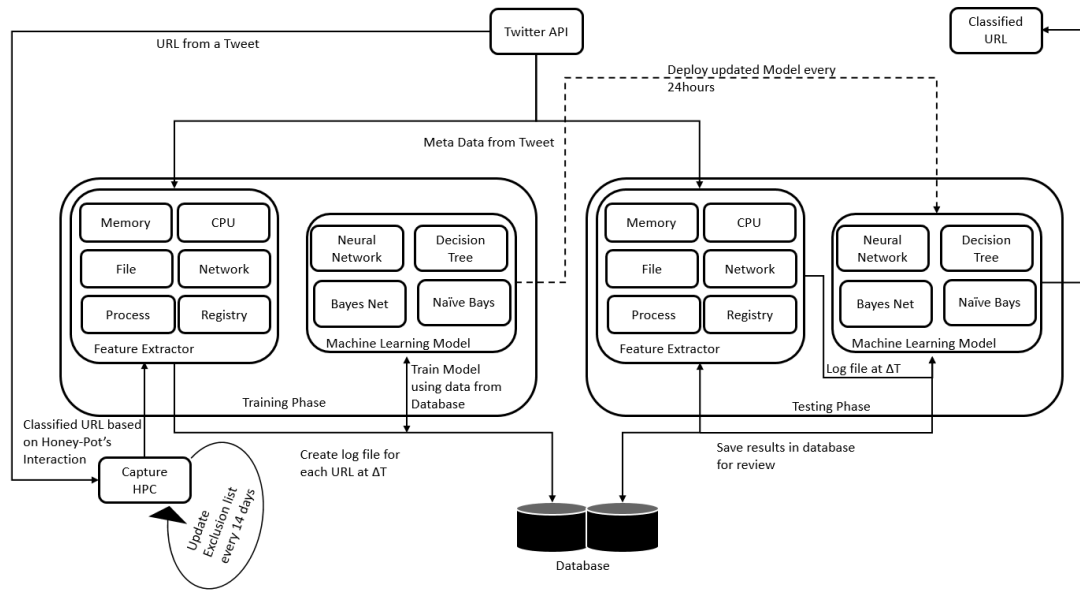 Twitter API
Classified
URL
URL from a Tweet
Deploy updated Model every
24hours
Meta Data from Tweet
Memory
CPU
File
Network
Process
Registry
Feature Extractor
Neural
Network
Decision
Tree
Bayes Net
Naïve Bays
Machine Learning Model
Train Model
using data from
Database
Training Phase
Memory
CPU
File
Network
Process
Registry
Feature Extractor
Neural
Network
Decision
Tree
Bayes Net
Naïve Bays
Machine Learning Model
Log file at ΔT
Testing Phase
Classified URL based
on Honey-Pot's
Interaction
Create log file for
each URL at ΔT
Save results in database
for review
Capture
HPC
Update
Exclusion list
every 14 days
Database